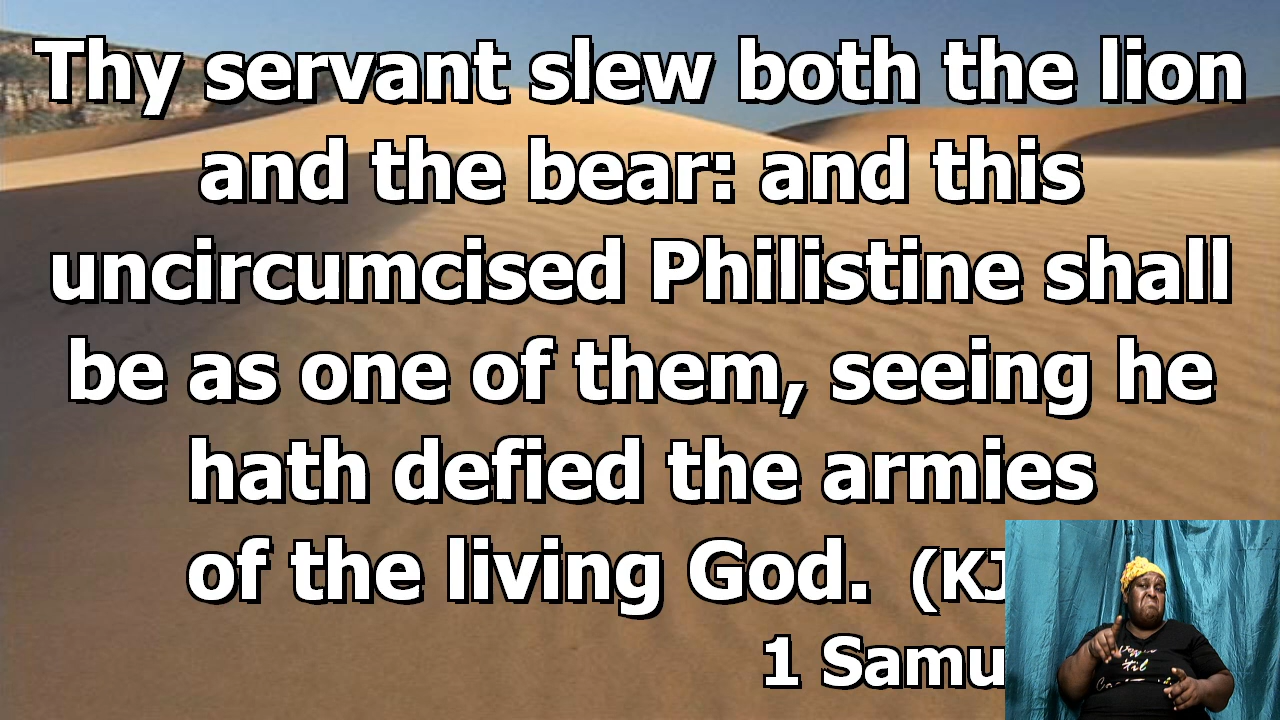 Thy servant slew both the lion
and the bear: and this
uncircumcised Philistine shall
be as one of them, seeing he
hath defied the armies
of the living God. (KJ
1 Samu